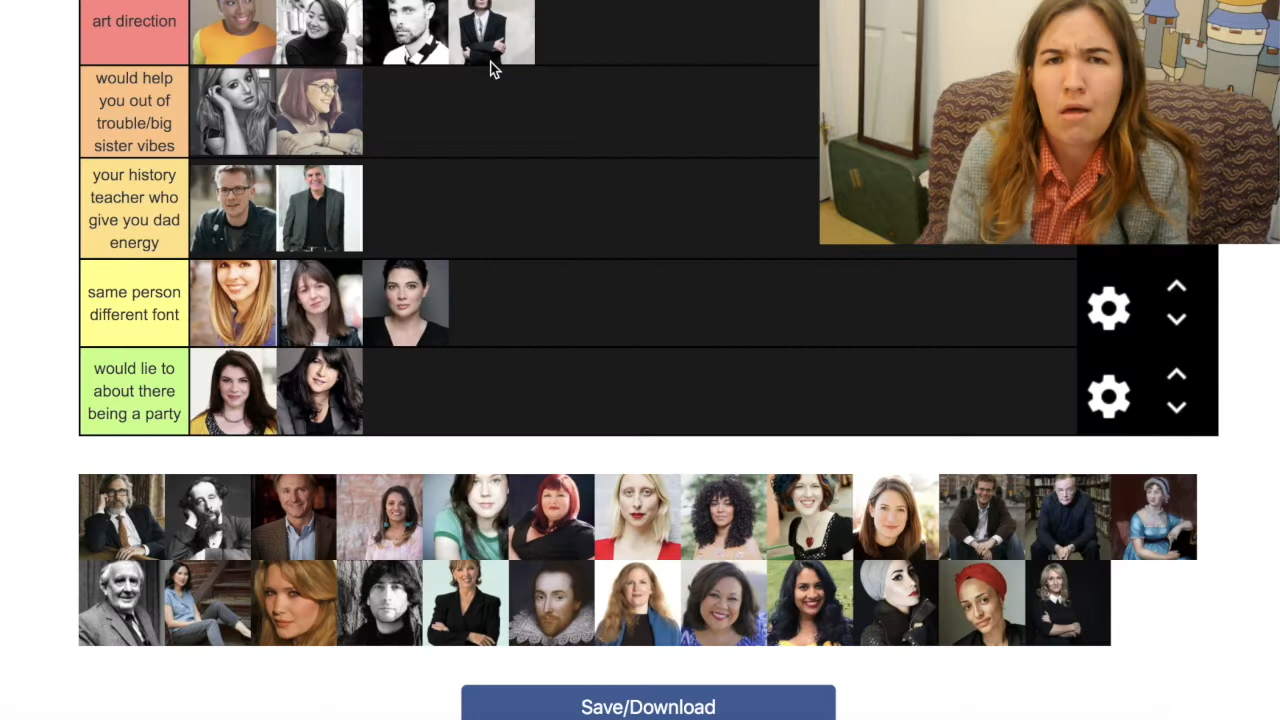 art direction
would help
you out of
trouble/big
sister vibes
your history
teacher who
give you dad
energy
same person
different font
would lie to
about there
being a party
Save/Download